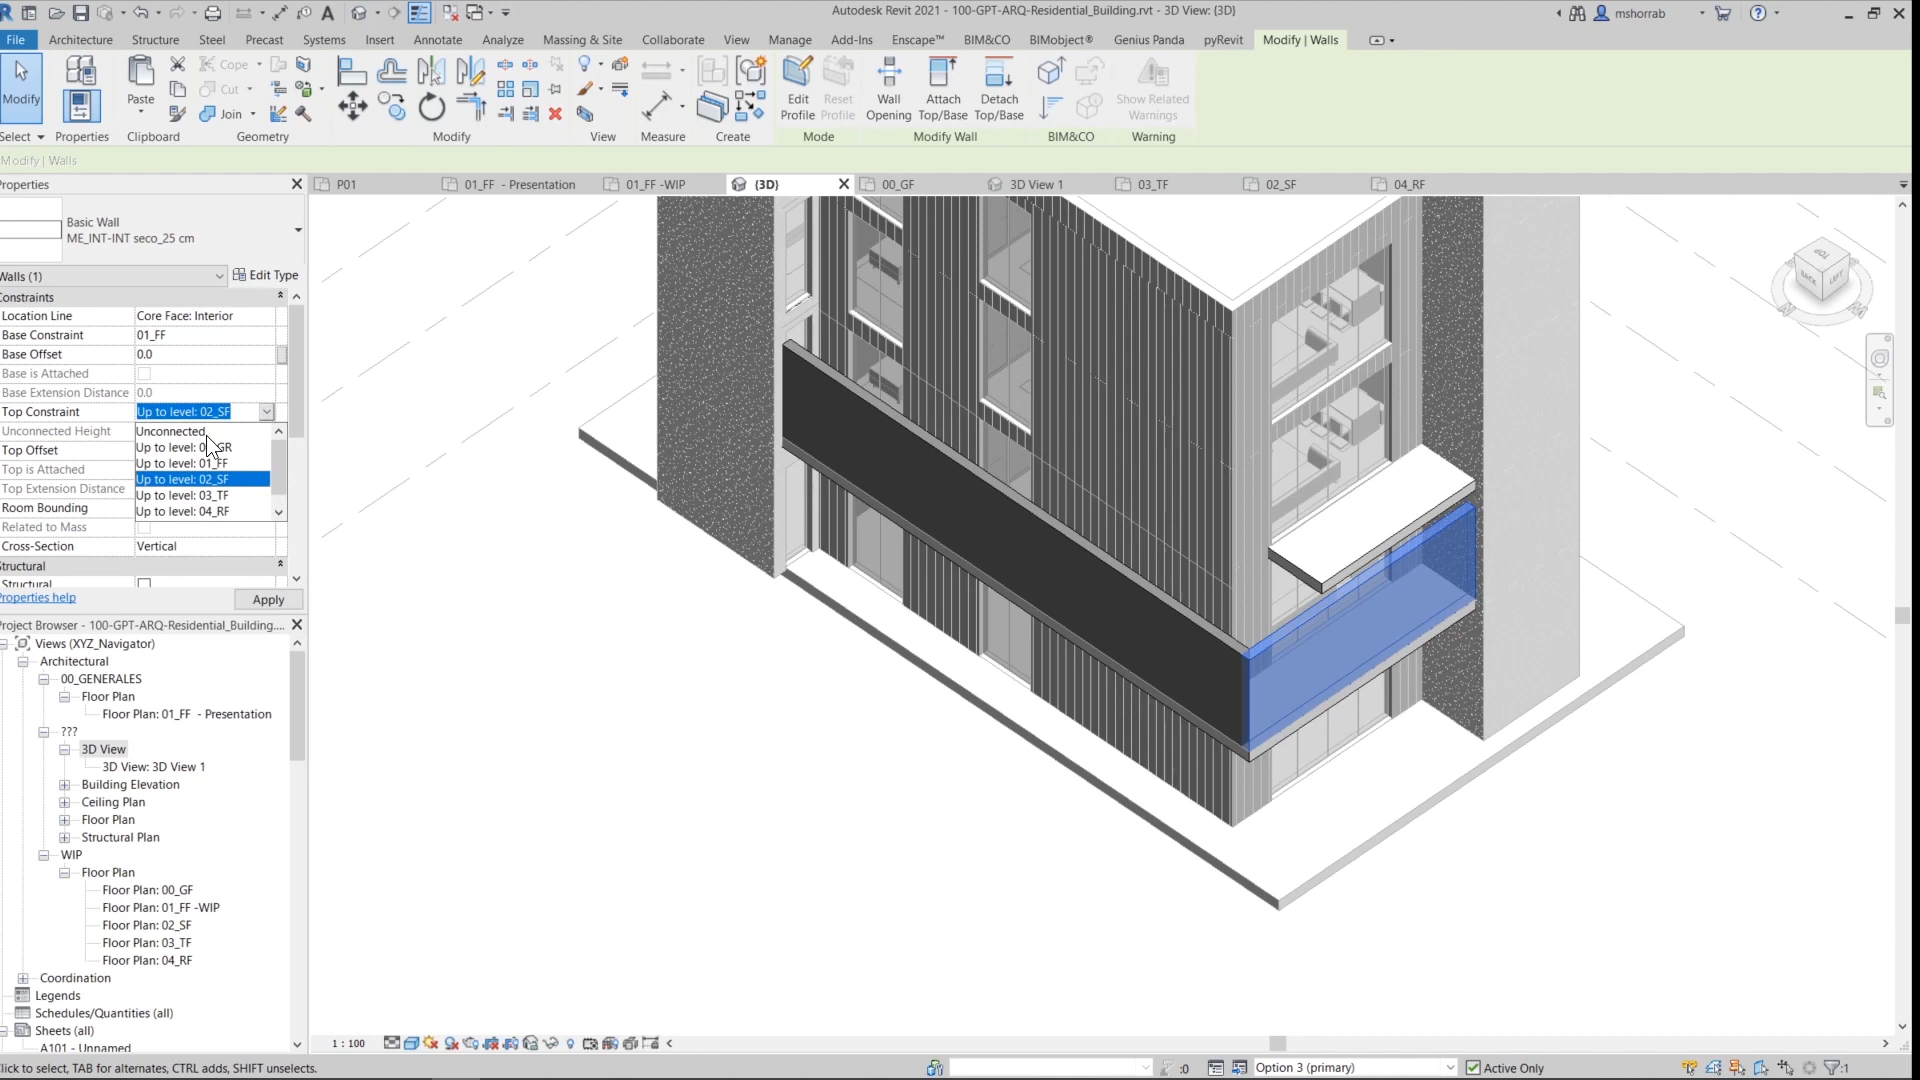 Autodesk Revit 2021 - 100-GPT-ARQ-Residential_Building.rvt - 3D View: {3D}
mshorrab
File Architecture Structure Steel Precast Systems Insert Annotate Analyze Massing & Site Collaborate View Manage Add-Ins Enscape™ BIM&CO BIMobject® Genius Panda pyRevit Modify | Walls
Modify
Paste
Cope
Cut
Join
Edit Profile
Reset Profile
Wall Opening
Attach Top/Base
Detach Top/Base
Show Related Warnings
Select Properties Clipboard Geometry Modify View Measure Create Mode Modify Wall BIM&CO Warning
Modify | Walls
Properties
P01
01_FF - Presentation
01_FF -WIP
{3D}
00_GF
3D View 1
03_TF
02_SF
04_RF
Basic Wall
ME_INT-INT seco_25 cm
Walls (1)
Edit Type
Constraints
Location Line Core Face: Interior
Base Constraint 01_FF
Base Offset 0.0
Base is Attached
Base Extension Distance 0.0
Top Constraint Up to level: 02_SF
Unconnected Height Unconnected
Top Offset Up to level: GR
Top is Attached Up to level: 01_FF
Up to level: 02_SF
Top Extension Distance Up to level: 03_TF
Room Bounding Up to level: 04_RF
Related to Mass
Cross-Section Vertical
Structural
Structural
Properties help
Apply
Project Browser - 100-GPT-ARQ-Residential_Building....
Views (XYZ_Navigator)
Architectural
00_GENERALES
Floor Plan
Floor Plan: 01_FF - Presentation
???
3D View
3D View: 3D View 1
Building Elevation
Ceiling Plan
Floor Plan
Structural Plan
WIP
Floor Plan
Floor Plan: 00_GF
Floor Plan: 01_FF -WIP
Floor Plan: 02_SF
Floor Plan: 03_TF
Floor Plan: 04_RF
Coordination
Legends
Schedules/Quantities (all)
Sheets (all)
A101 - Unnamed
TOP
BACK
LEFT
1 : 100
Click to select, TAB for alternates, CTRL adds, SHIFT unselects.
:0
Option 3 (primary)
Active Only
:1